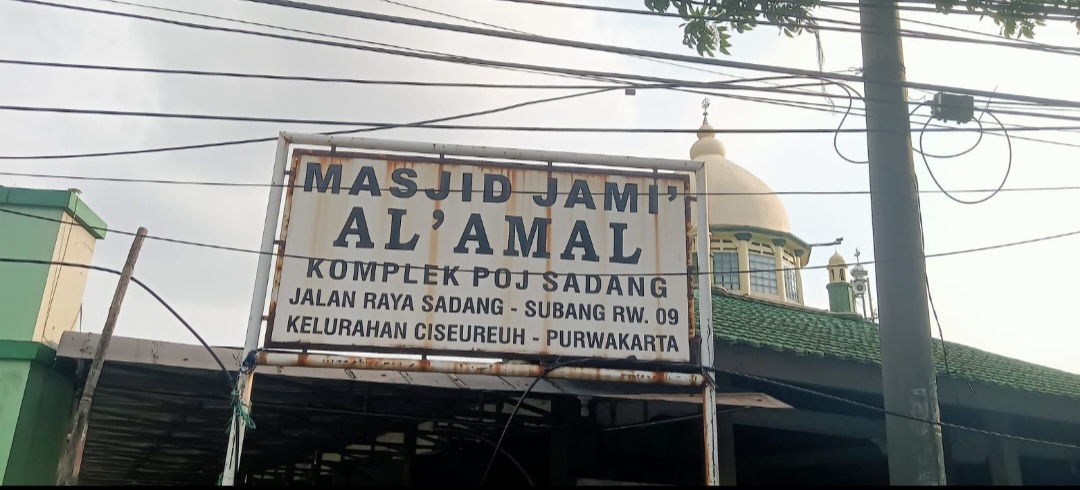 MASJID JAMI'
AL'AMAL
KOMPLEK POJ SADANG
JALAN RAYA SADANG - SUBANG RW. 09
KELURAHAN CISEUREUH - PURWAKARTA